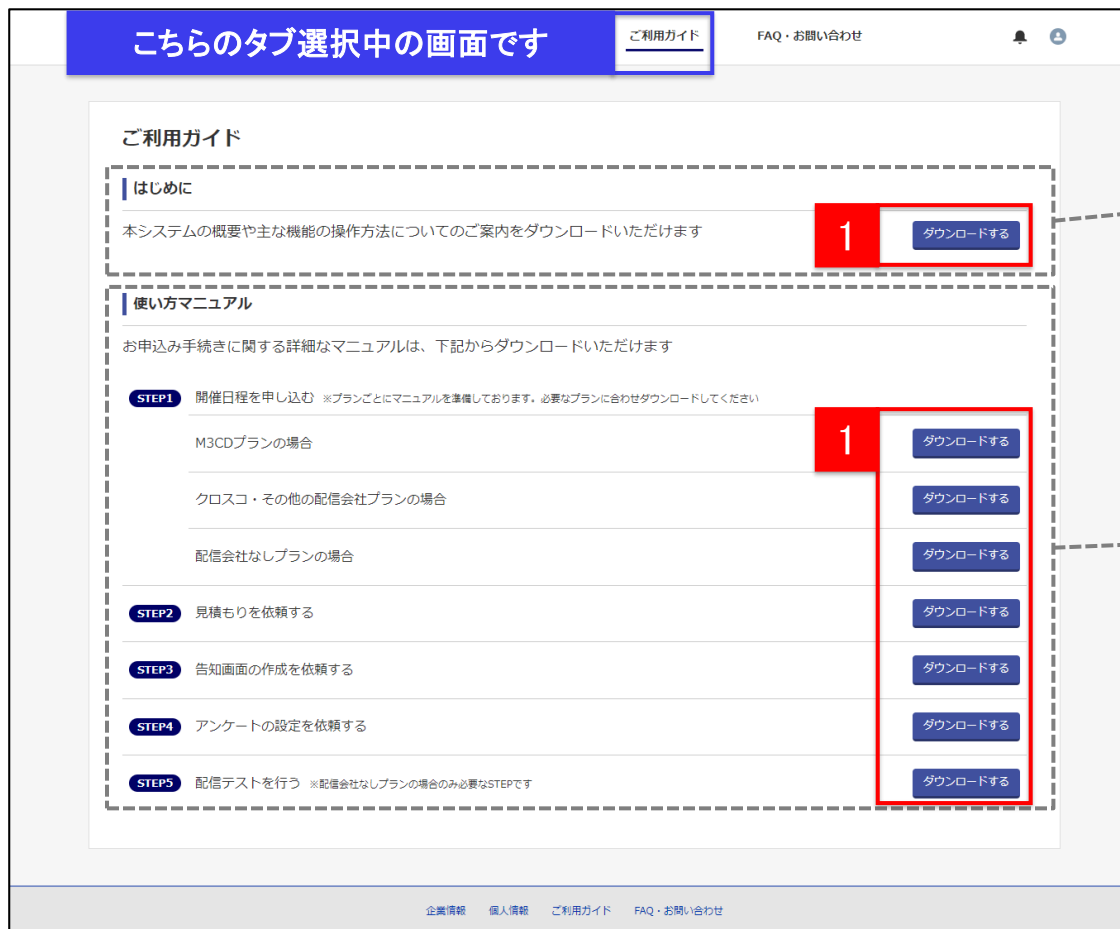 こちらのタブ選択中の画面です
ご利用ガイド
FAQ・お問い合わせ
ご利用ガイド
はじめに
本システムの概要や主な機能の操作方法についてのご案内をダウンロードいただけます
1
ダウンロードする
使い方マニュアル
お申込み手続きに関する詳細なマニュアルは、下記からダウンロードいただけます
STEP1 開催日程を申し込む ※プランごとにマニュアルを準備しております。必要なプランに合わせダウンロードしてください
1
M3CDプランの場合 ダウンロードする
クロスコ・その他の配信会社プランの場合 ダウンロードする
配信会社なしプランの場合 ダウンロードする
STEP2 見積もりを依頼する ダウンロードする
STEP3 告知画面の作成を依頼する ダウンロードする
STEP4 アンケートの設定を依頼する ダウンロードする
STEP5 配信テストを行う ※配信会社なしプランの場合のみ必要なSTEPです ダウンロードする
企業情報 個人情報 ご利用ガイド FAQ・お問い合わせ